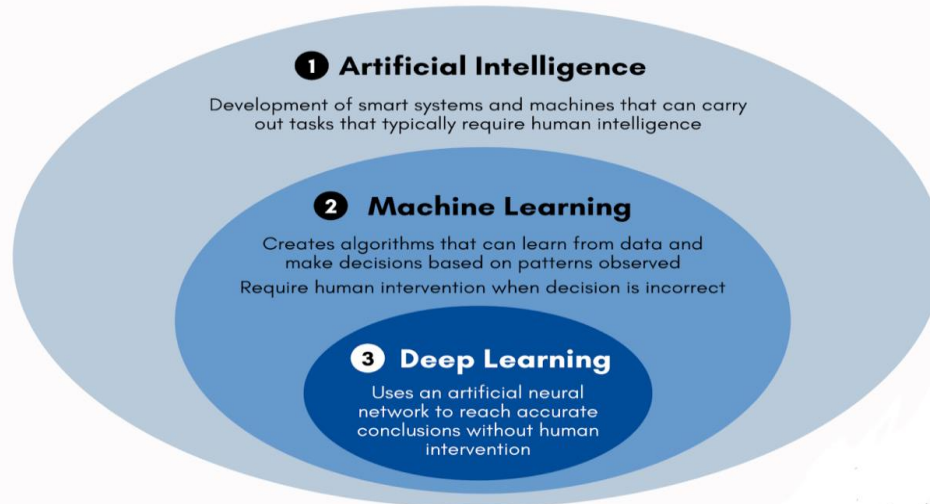 1 Artificial Intelligence
Development of smart systems and machines that can carry
out tasks that typically require human intelligence
2 Machine Learning
Creates algorithms that can learn from data and
make decisions based on patterns observed
Require human intervention when decision is incorrect
3 Deep Learning
Uses an artificial neural
network to reach accurate
conclusions without human
intervention